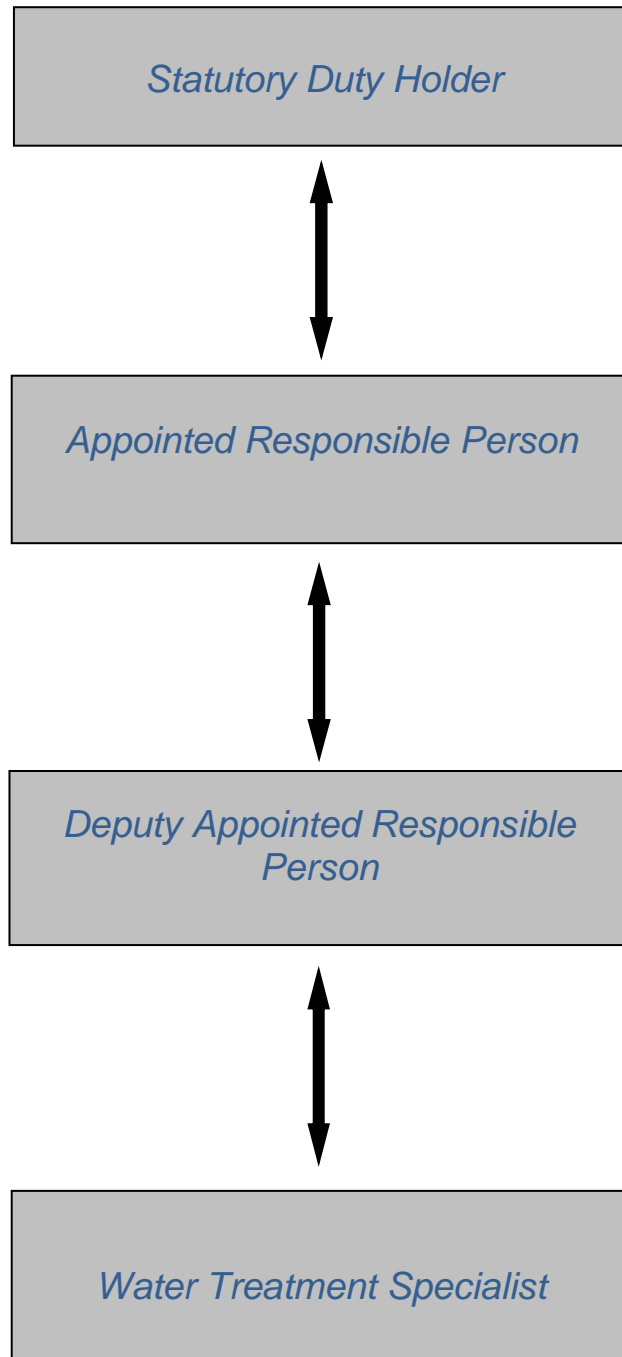 Statutory Duty Holder
Appointed Responsible Person
Deputy Appointed Responsible
Person
Water Treatment Specialist